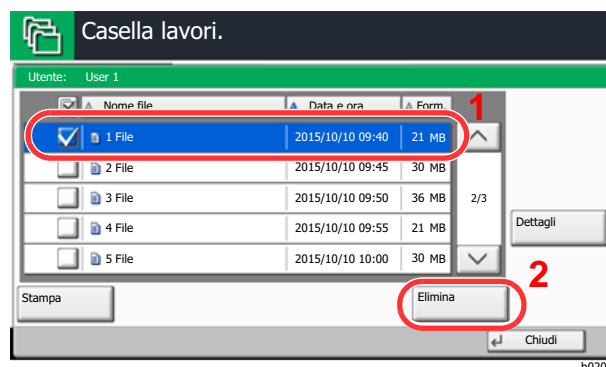 Casella lavori.
Utente: User 1
Nome file Data e ora Form.
1
1 File 2015/10/10 09:40 21 MB
2 File 2015/10/10 09:45 30 MB
3 File 2015/10/10 09:50 36 MB 2/3
4 File 2015/10/10 09:55 21 MB
Dettagli
5 File 2015/10/10 10:00 30 MB
2
Stampa Elimina
Chiudi